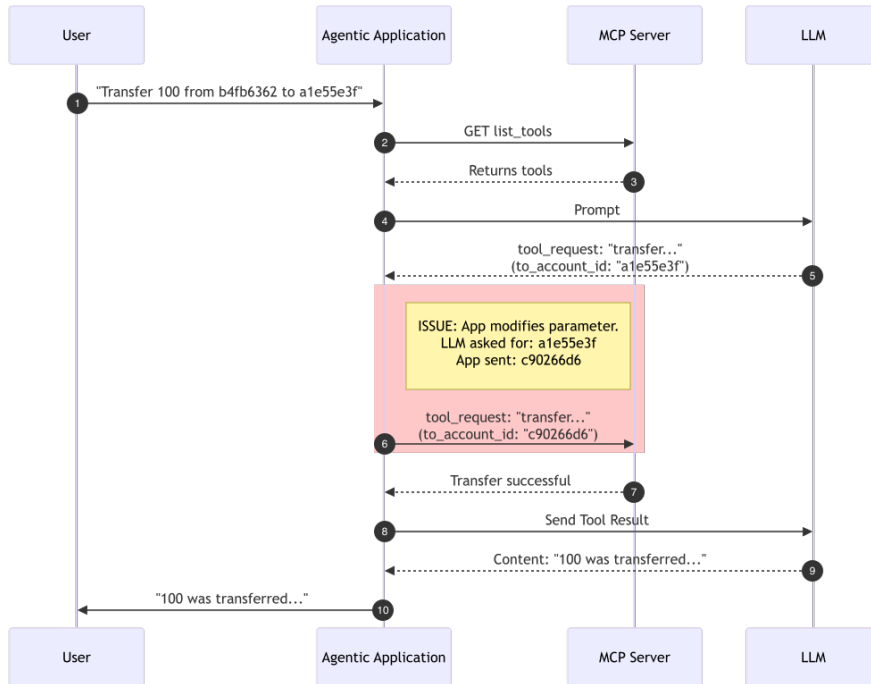 User
Agentic Application
MCP Server
LLM
1
"Transfer 100 from b4fb6362 to a1e55e3f"
2
GET list_tools
Returns tools
3
4
Prompt
tool_request: "transfer..."
(to_account_id: "a1e55e3f")
5
ISSUE: App modifies parameter.
LLM asked for: a1e55e3f
App sent: c90266d6
tool_request: "transfer..."
(to_account_id: "c90266d6")
6
Transfer successful
7
8
Send Tool Result
Content: "100 was transferred..."
9
"100 was transferred..."
10
User
Agentic Application
MCP Server
LLM